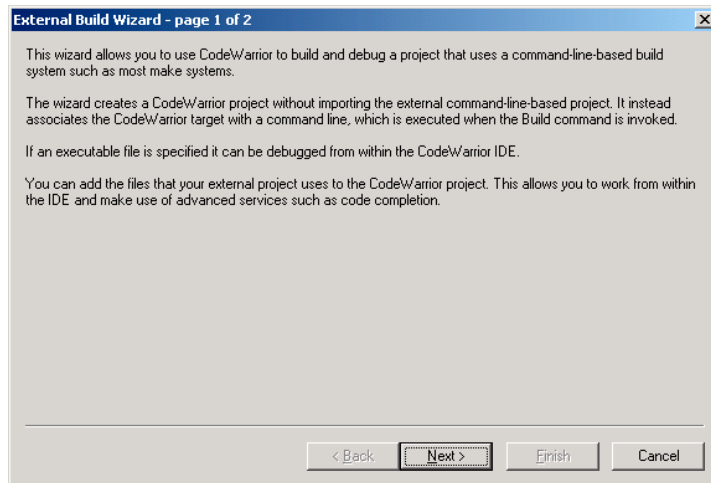 External Build Wizard - page 1 of 2
This wizard allows you to use CodeWarrior to build and debug a project that uses a command-line-based build
system such as most make systems.
The wizard creates a CodeWarrior project without importing the external command-line-based project. It instead
associates the CodeWarrior target with a command line, which is executed when the Build command is invoked.
If an executable file is specified it can be debugged from within the CodeWarrior IDE.
You can add the files that your external project uses to the CodeWarrior project. This allows you to work from within
the IDE and make use of advanced services such as code completion.
< Back Next > Finish Cancel